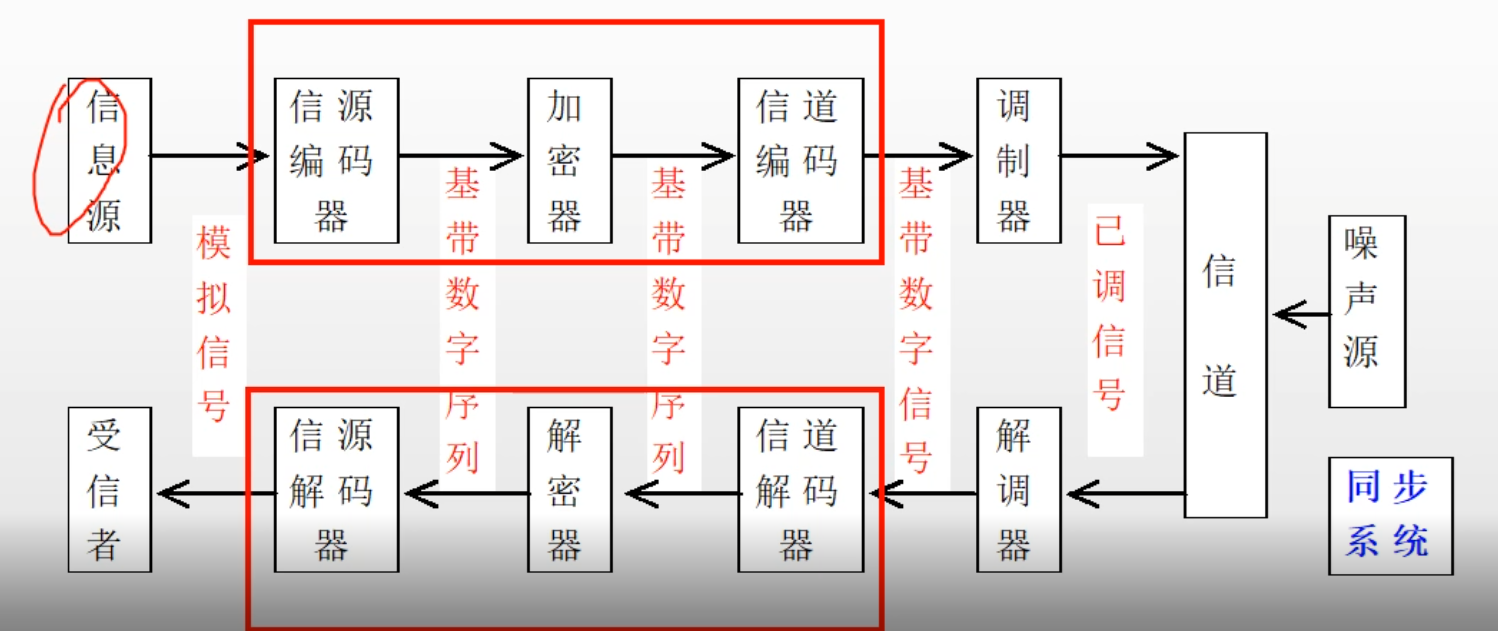 信息源
信源编码器
加密器
信道编码器
调制器
模拟信号
基带数字序列
基带数字序列
基带数字信号
已调信号
信道
噪声源
受信者
信源解码器
解密器
信道解码器
解调器
同步系统